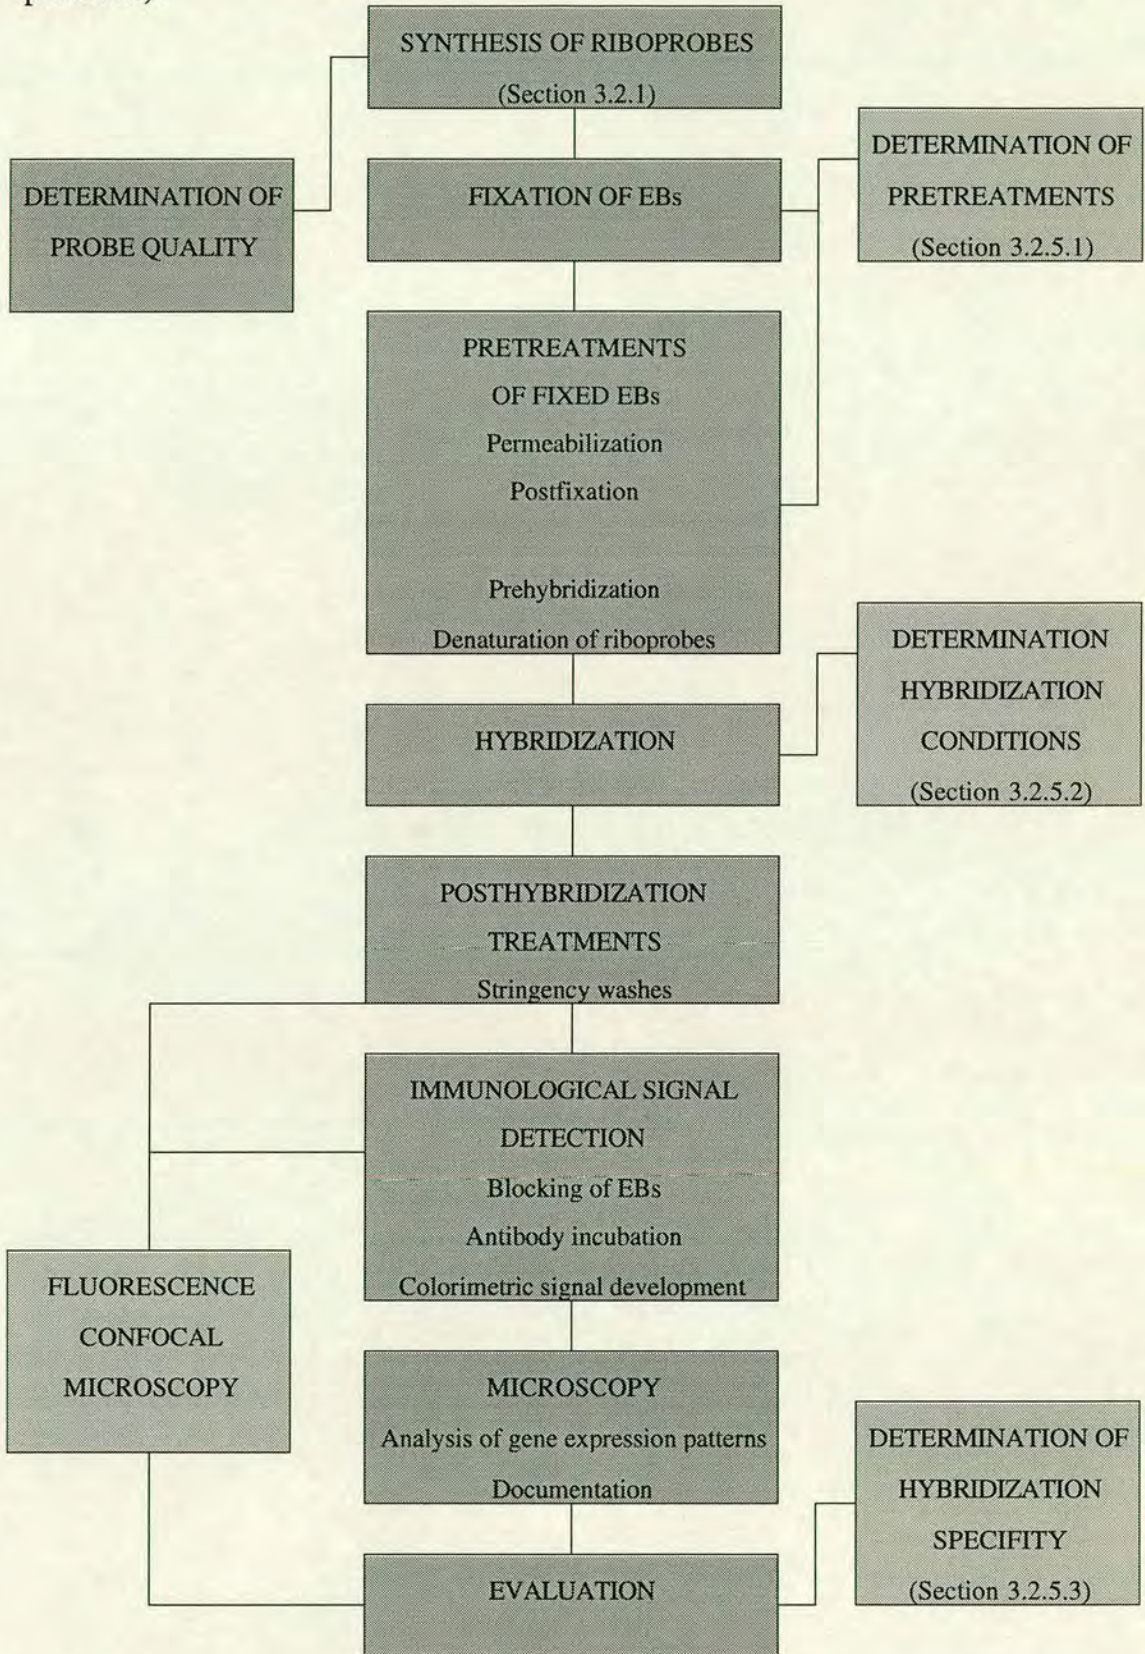 SYNTHESIS OF RIBOPROBES
(Section 3.2.1)
DETERMINATION OF
PROBE QUALITY
FIXATION OF EBs
DETERMINATION OF
PRETREATMENTS
(Section 3.2.5.1)
PRETREATMENTS
OF FIXED EBs
Permeabilization
Postfixation
Prehybridization
Denaturation of riboprobes
DETERMINATION
HYBRIDIZATION
CONDITIONS
(Section 3.2.5.2)
HYBRIDIZATION
POSTHYBRIDIZATION
TREATMENTS
Stringency washes
IMMUNOLOGICAL SIGNAL
DETECTION
Blocking of EBs
Antibody incubation
Colorimetric signal development
FLUORESCENCE
CONFOCAL
MICROSCOPY
MICROSCOPY
Analysis of gene expression patterns
Documentation
DETERMINATION OF
HYBRIDIZATION
SPECIFITY
(Section 3.2.5.3)
EVALUATION